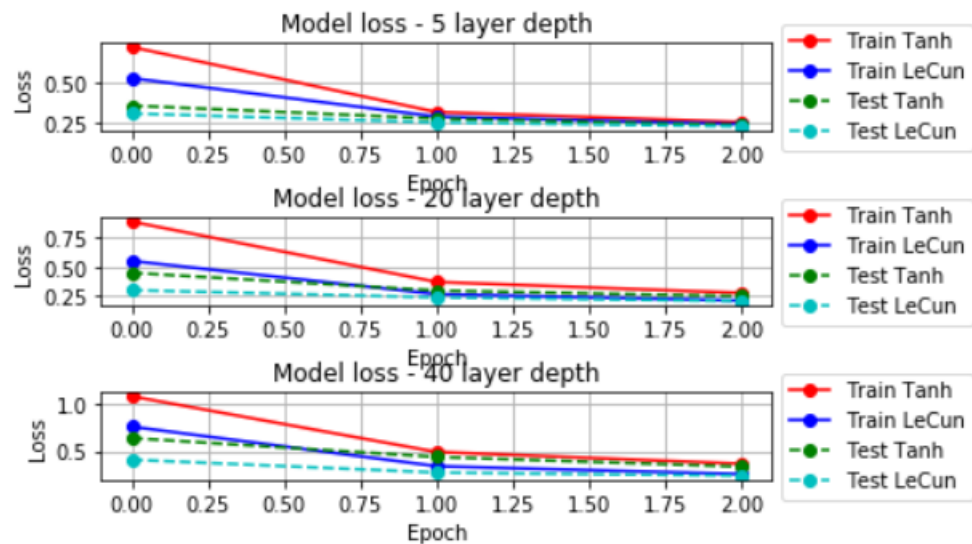 Model loss - 5 layer depth
Loss
0.50
0.25
0.00 0.25 0.50 0.75 1.00 1.25 1.50 1.75 2.00
Epoch
Train Tanh
Train LeCun
Test Tanh
Test LeCun
Model loss - 20 layer depth
Loss
0.75
0.50
0.25
0.00 0.25 0.50 0.75 1.00 1.25 1.50 1.75 2.00
Epoch
Train Tanh
Train LeCun
Test Tanh
Test LeCun
Model loss - 40 layer depth
Loss
1.0
0.5
0.00 0.25 0.50 0.75 1.00 1.25 1.50 1.75 2.00
Epoch
Train Tanh
Train LeCun
Test Tanh
Test LeCun